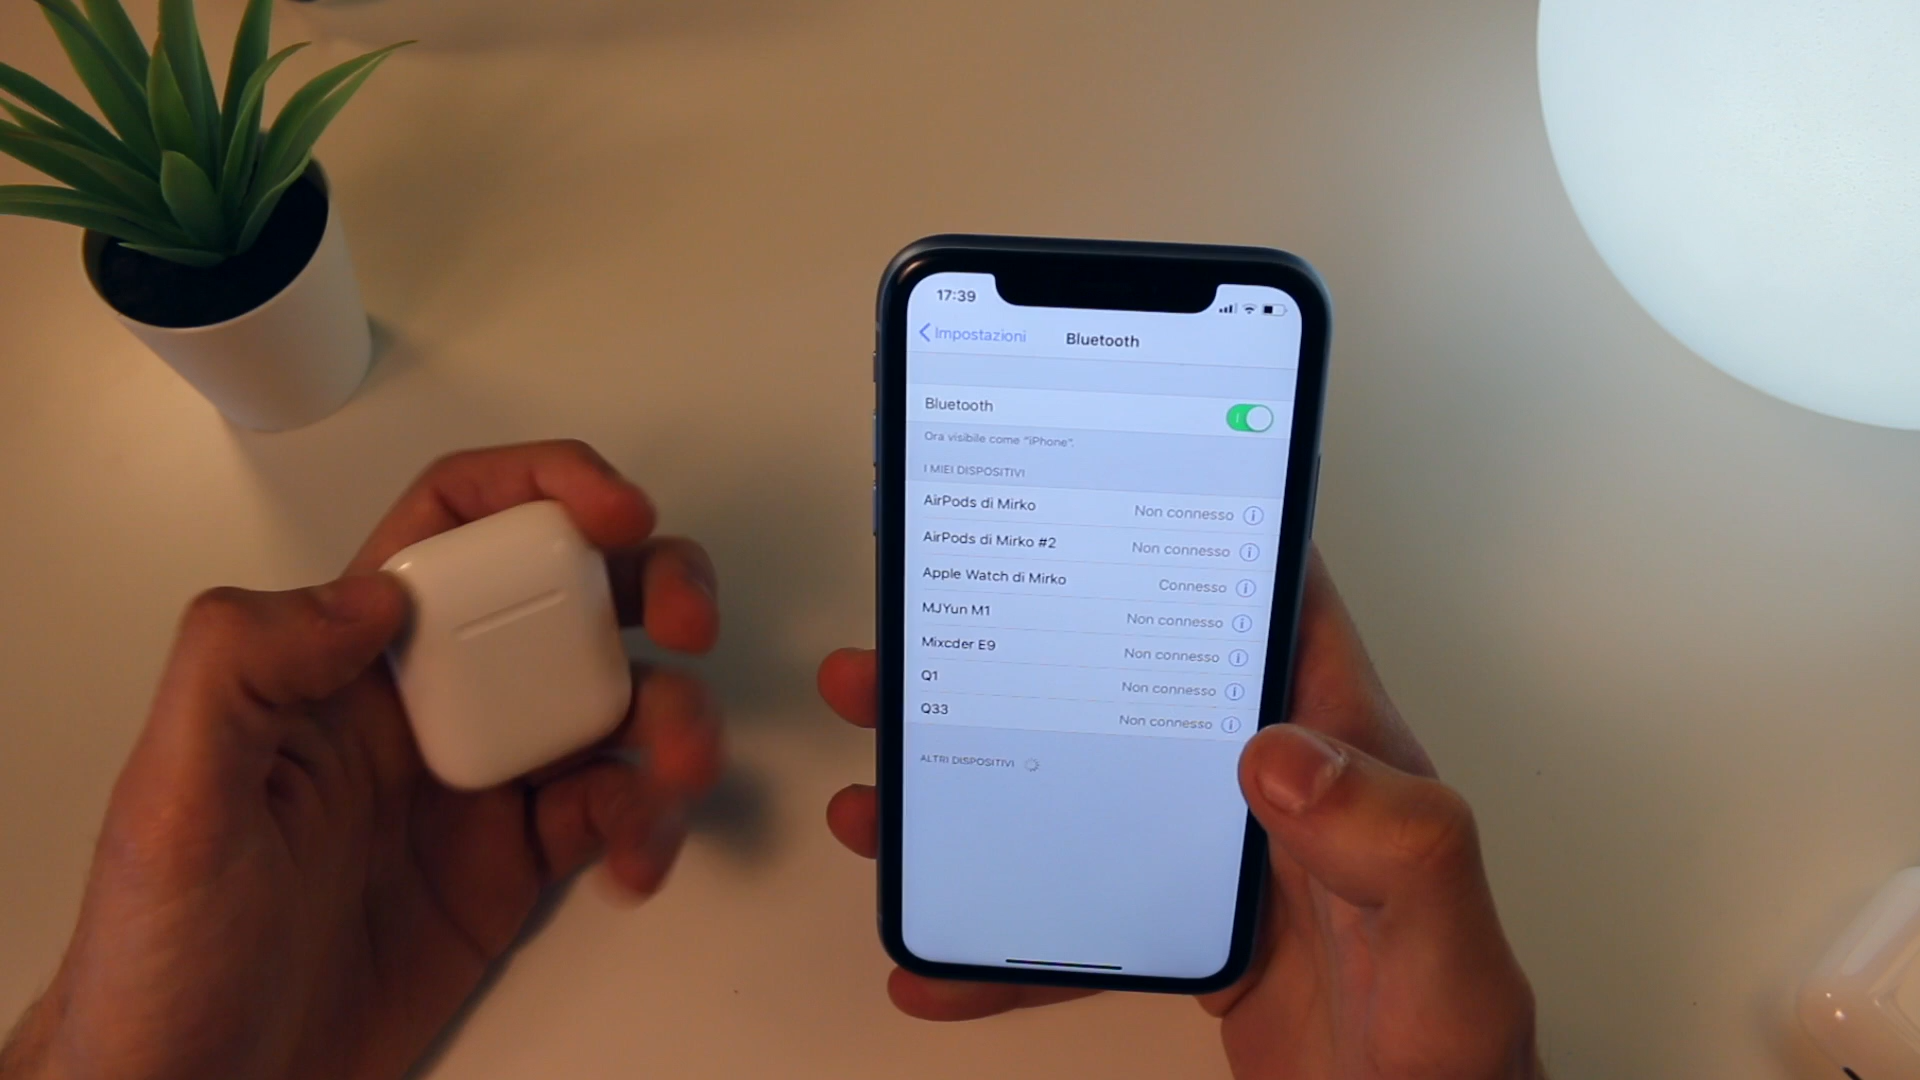 17:39
Impostazioni
Bluetooth
Bluetooth
Ora visibile come "iPhone".
I MIEI DISPOSITIVI
AirPods di Mirko Non connesso
AirPods di Mirko #2 Non connesso
Apple Watch di Mirko Connesso
MJYun M1 Non connesso
Mixcder E9 Non connesso
Q1 Non connesso
Q33 Non connesso
ALTRI DISPOSITIVI